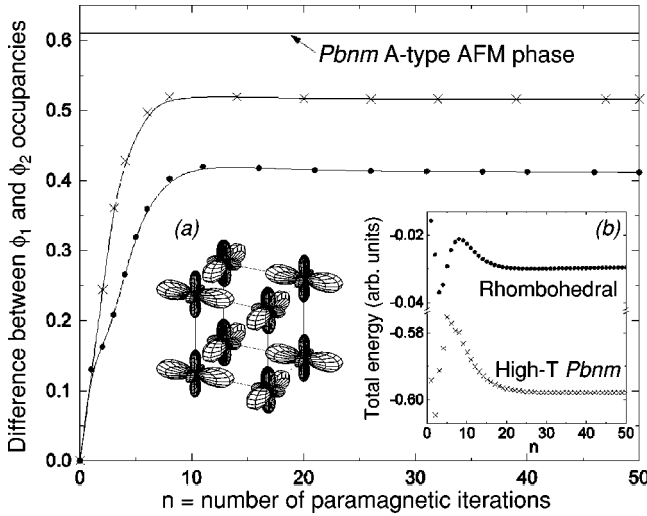 Difference between ϕ₁ and ϕ₂ occupancies
0.6
0.5
0.4
0.3
0.2
0.1
0.0
Pbnm A-type AFM phase
(a)
(b)
Total energy (arb. units)
-0.02
-0.04
-0.58
-0.60
Rhombohedral
High-T Pbnm
0 10 20 30 40 50
n
0 10 20 30 40 50
n = number of paramagnetic iterations